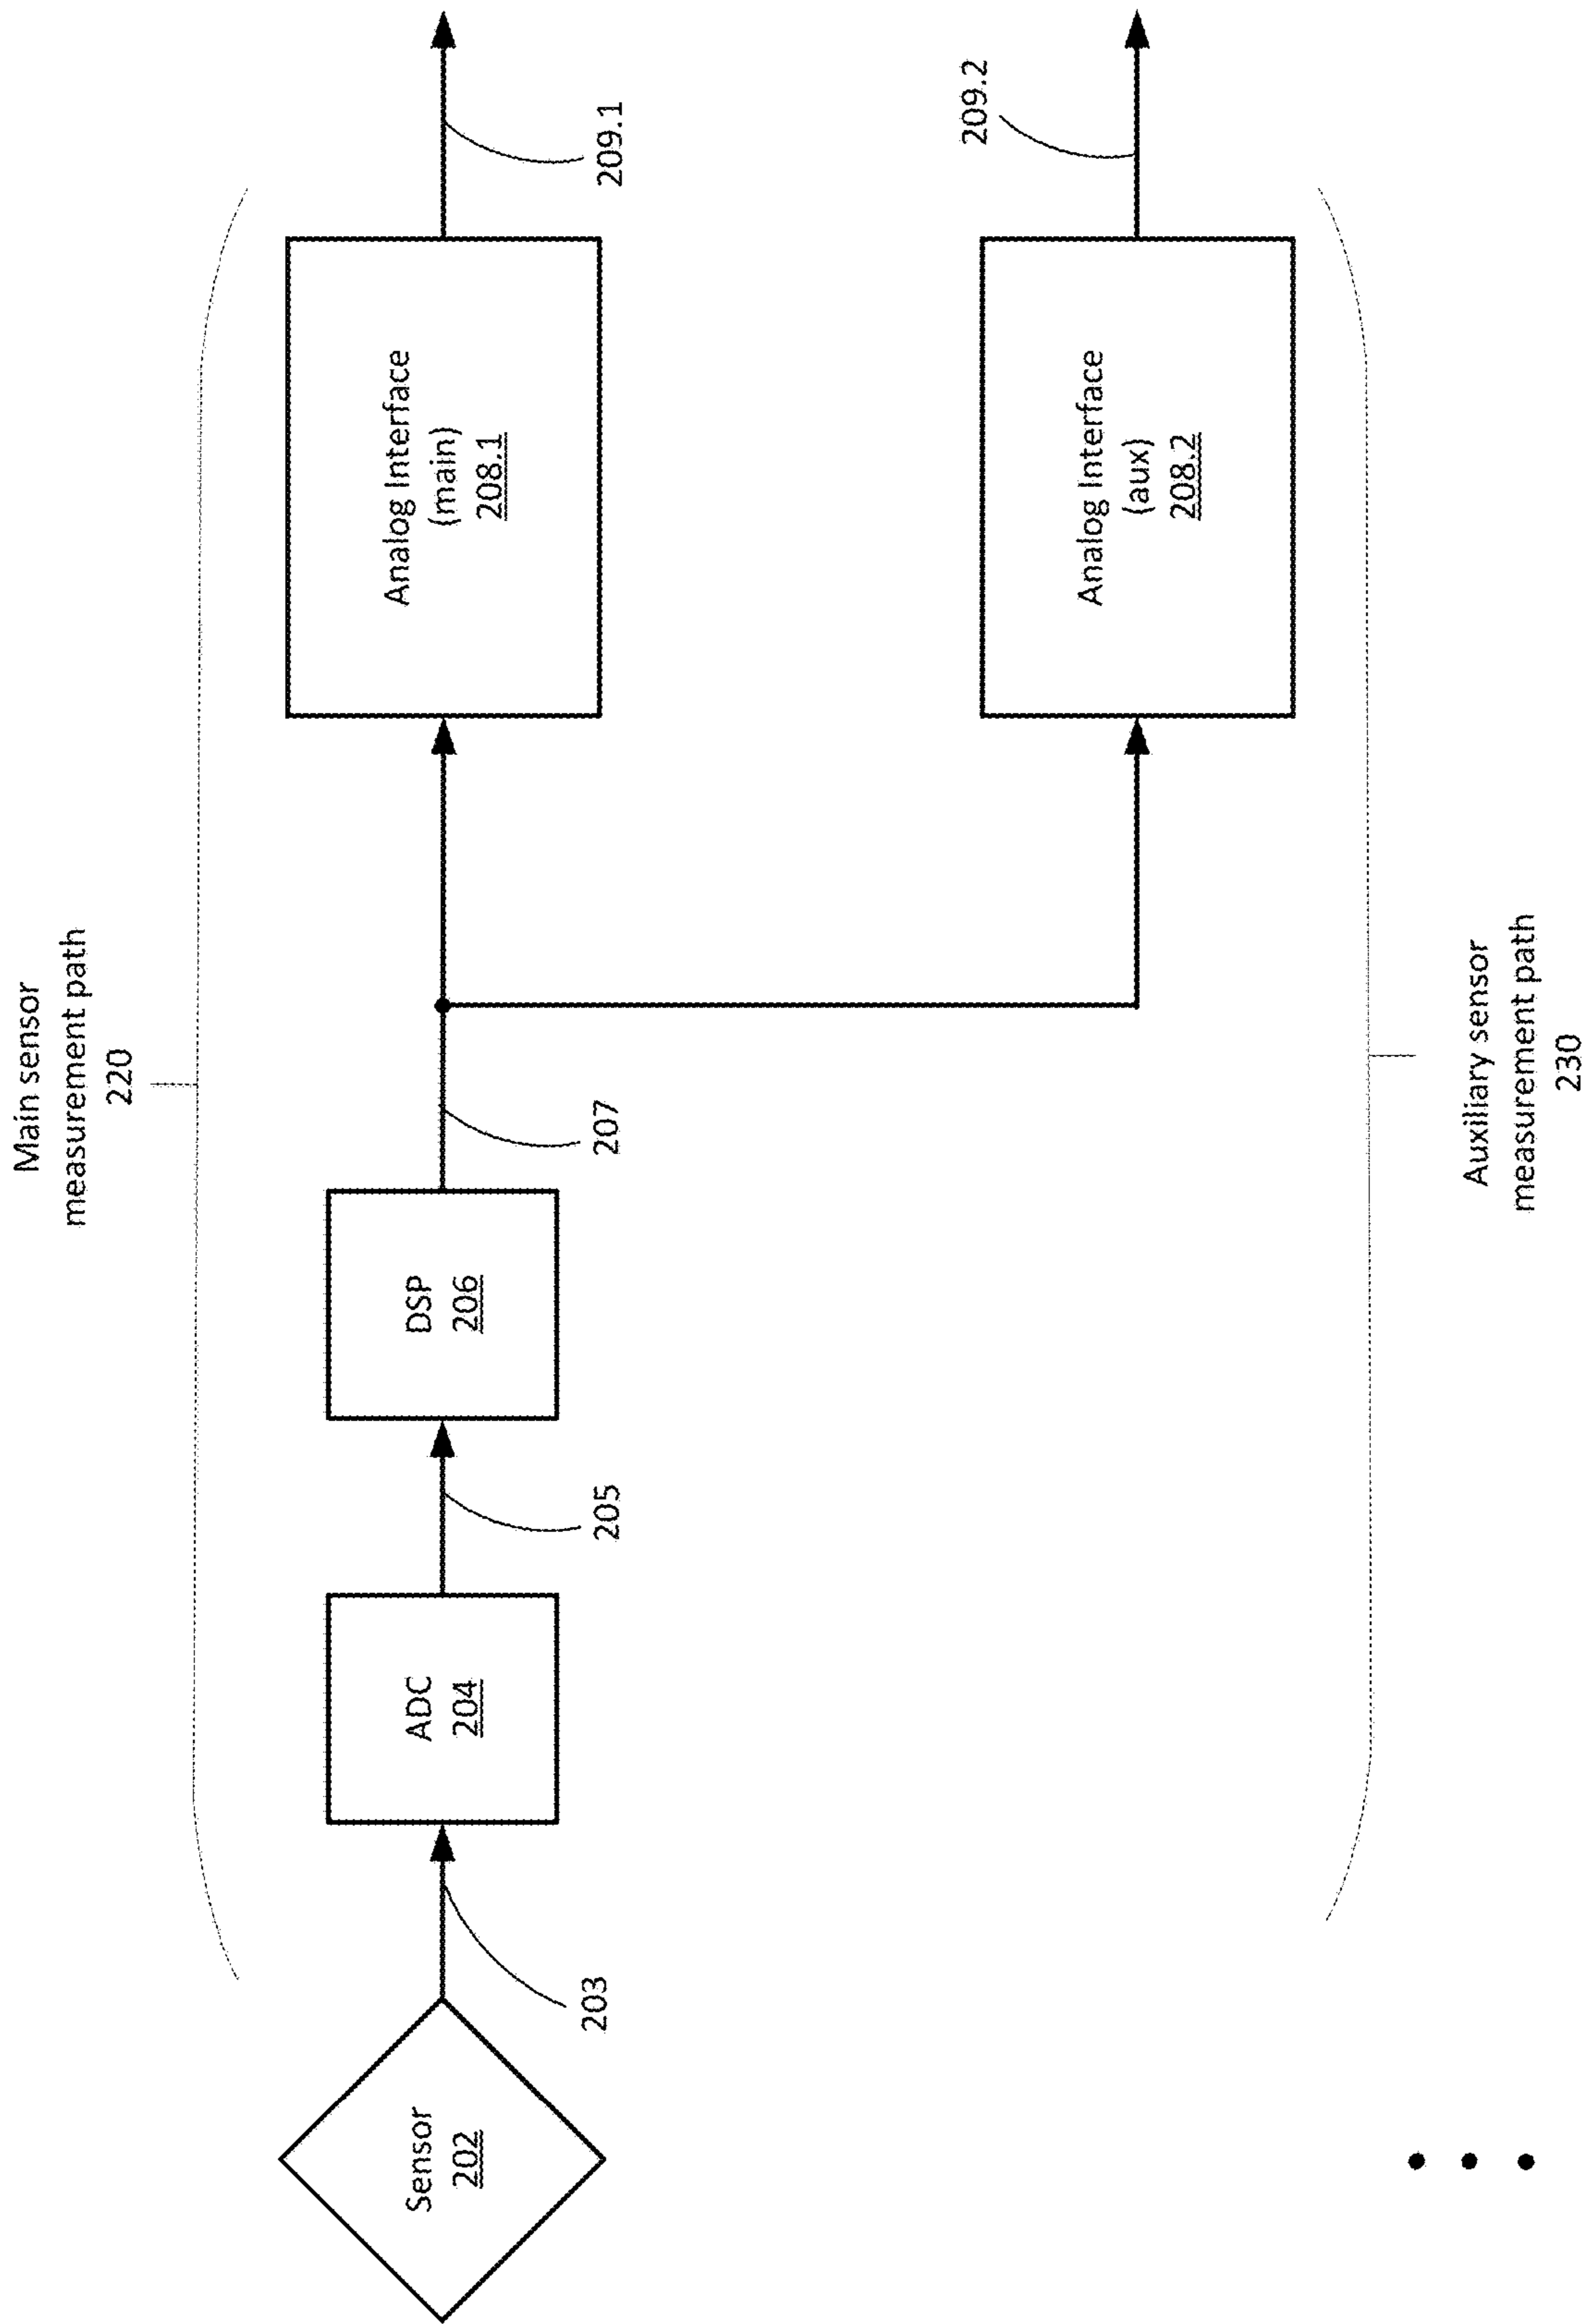 Main sensor
measurement path
220
Sensor
202
203
ADC
204
205
DSP
206
207
Analog Interface
(main)
208.1
209.1
Analog Interface
(aux)
208.2
209.2
Auxiliary sensor
measurement path
230